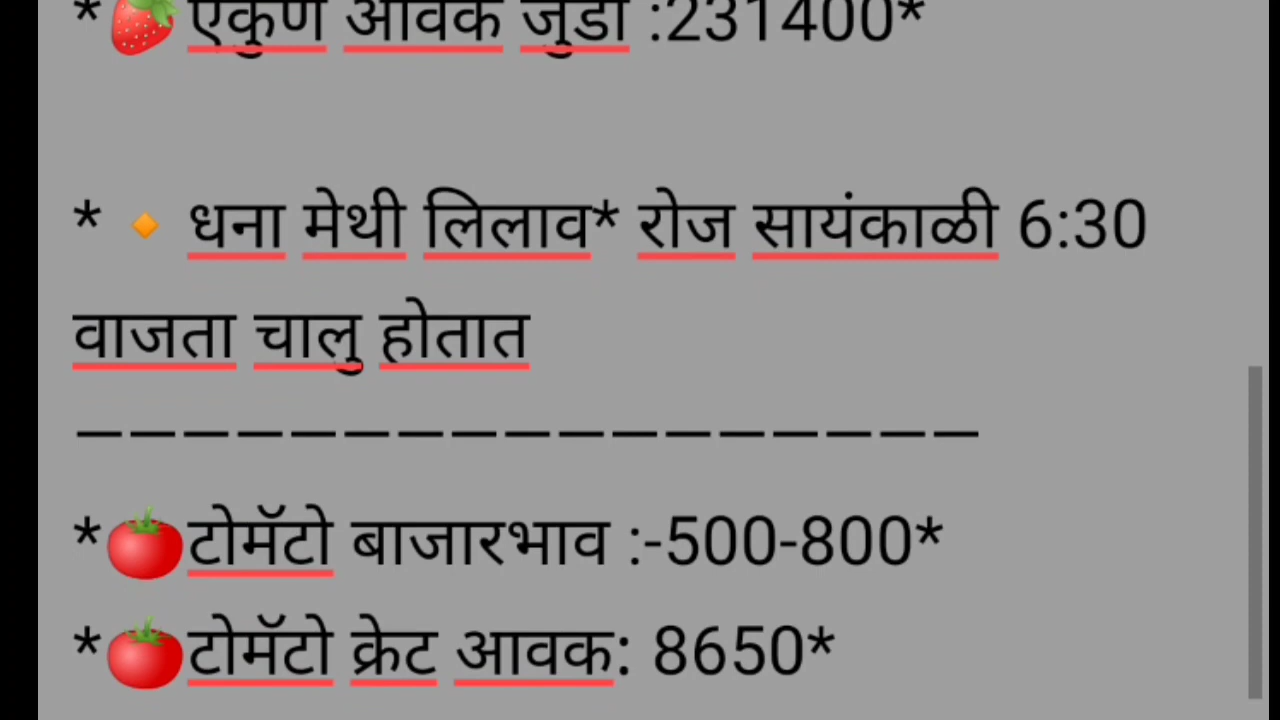 *🍓एकुण आवक जुडी :231400*
*🔸धना मेथी लिलाव* रोज सायंकाळी 6:30
वाजता चालु होतात
—————————————————
*🍅टोमॅटो बाजारभाव :-500-800*
*🍅टोमॅटो क्रेट आवक: 8650*